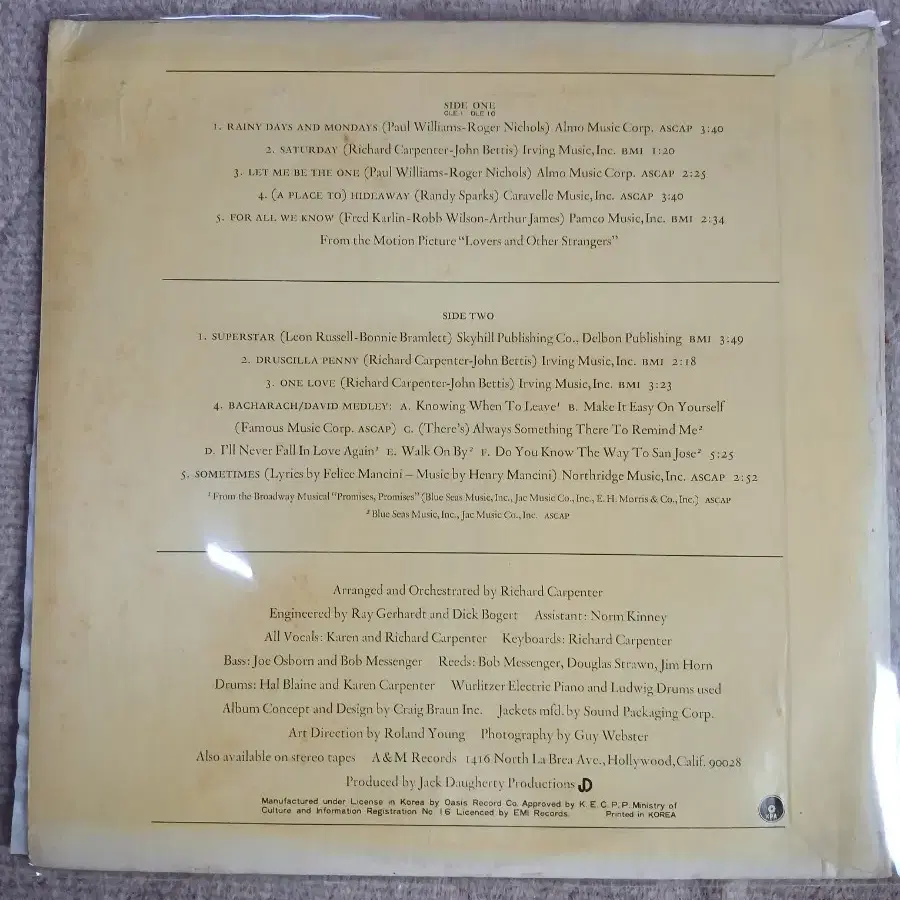 SIDE ONE
OLE 1 OLE 10
1. RAINY DAYS AND MONDAYS (Paul Williams-Roger Nichols) Almo Music Corp. ASCAP 3:40
2. SATURDAY (Richard Carpenter-John Bettis) Irving Music, Inc. BMI 1:20
3. LET ME BE THE ONE (Paul Williams-Roger Nichols) Almo Music Corp. ASCAP 2:25
4. (A PLACE TO) HIDEAWAY (Randy Sparks) Caravelle Music, Inc. ASCAP 3:40
5. FOR ALL WE KNOW (Fred Karlin-Robb Wilson-Arthur James) Pamco Music, Inc. BMI 2:34
From the Motion Picture "Lovers and Other Strangers"
SIDE TWO
1. SUPERSTAR (Leon Russell-Bonnie Bramlett) Skyhill Publishing Co., Delbon Publishing BMI 3:49
2. DRUSCILLA PENNY (Richard Carpenter-John Bettis) Irving Music, Inc. BMI 2:18
3. ONE LOVE (Richard Carpenter-John Bettis) Irving Music, Inc. BMI 3:23
4. BACHARACH/DAVID MEDLEY: A. Knowing When To Leave¹ B. Make It Easy On Yourself
(Famous Music Corp. ASCAP) C. (There's) Always Something There To Remind Me²
D. I'll Never Fall In Love Again¹ E. Walk On By² F. Do You Know The Way To San Jose² 5:25
5. SOMETIMES (Lyrics by Felice Mancini – Music by Henry Mancini) Northridge Music, Inc. ASCAP 2:52
¹ From the Broadway Musical "Promises, Promises" (Blue Seas Music, Inc., Jac Music Co., Inc., E. H. Morris & Co., Inc.) ASCAP
² Blue Seas Music, Inc., Jac Music Co., Inc. ASCAP
Arranged and Orchestrated by Richard Carpenter
Engineered by Ray Gerhardt and Dick Bogert Assistant: Norm Kinney
All Vocals: Karen and Richard Carpenter Keyboards: Richard Carpenter
Bass: Joe Osborn and Bob Messenger Reeds: Bob Messenger, Douglas Strawn, Jim Horn
Drums: Hal Blaine and Karen Carpenter Wurlitzer Electric Piano and Ludwig Drums used
Album Concept and Design by Craig Braun Inc. Jackets mfd. by Sound Packaging Corp.
Art Direction by Roland Young Photography by Guy Webster
Also available on stereo tapes A&M Records 1416 North La Brea Ave., Hollywood, Calif. 90028
Produced by Jack Daugherty Productions JD
Manufactured under License in Korea by Oasis Record Co. Approved by K.E.C.P.P. Ministry of
Culture and Information Registration No 16 Licenced by EMI Records. Printed in KOREA